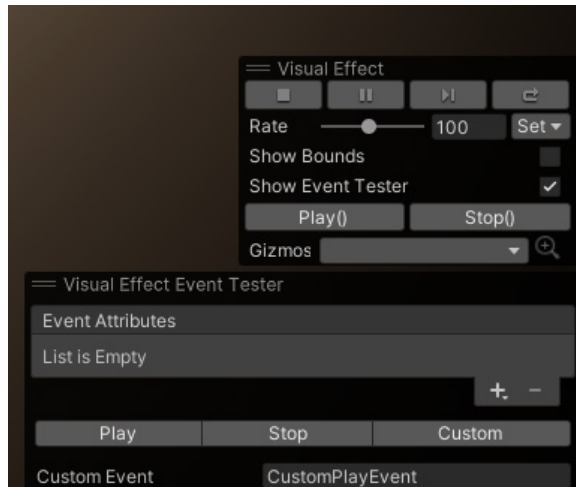 Visual Effect
Rate 100 Set
Show Bounds
Show Event Tester
Play() Stop()
Gizmos
Visual Effect Event Tester
Event Attributes
List is Empty
+ −
Play Stop Custom
Custom Event CustomPlayEvent